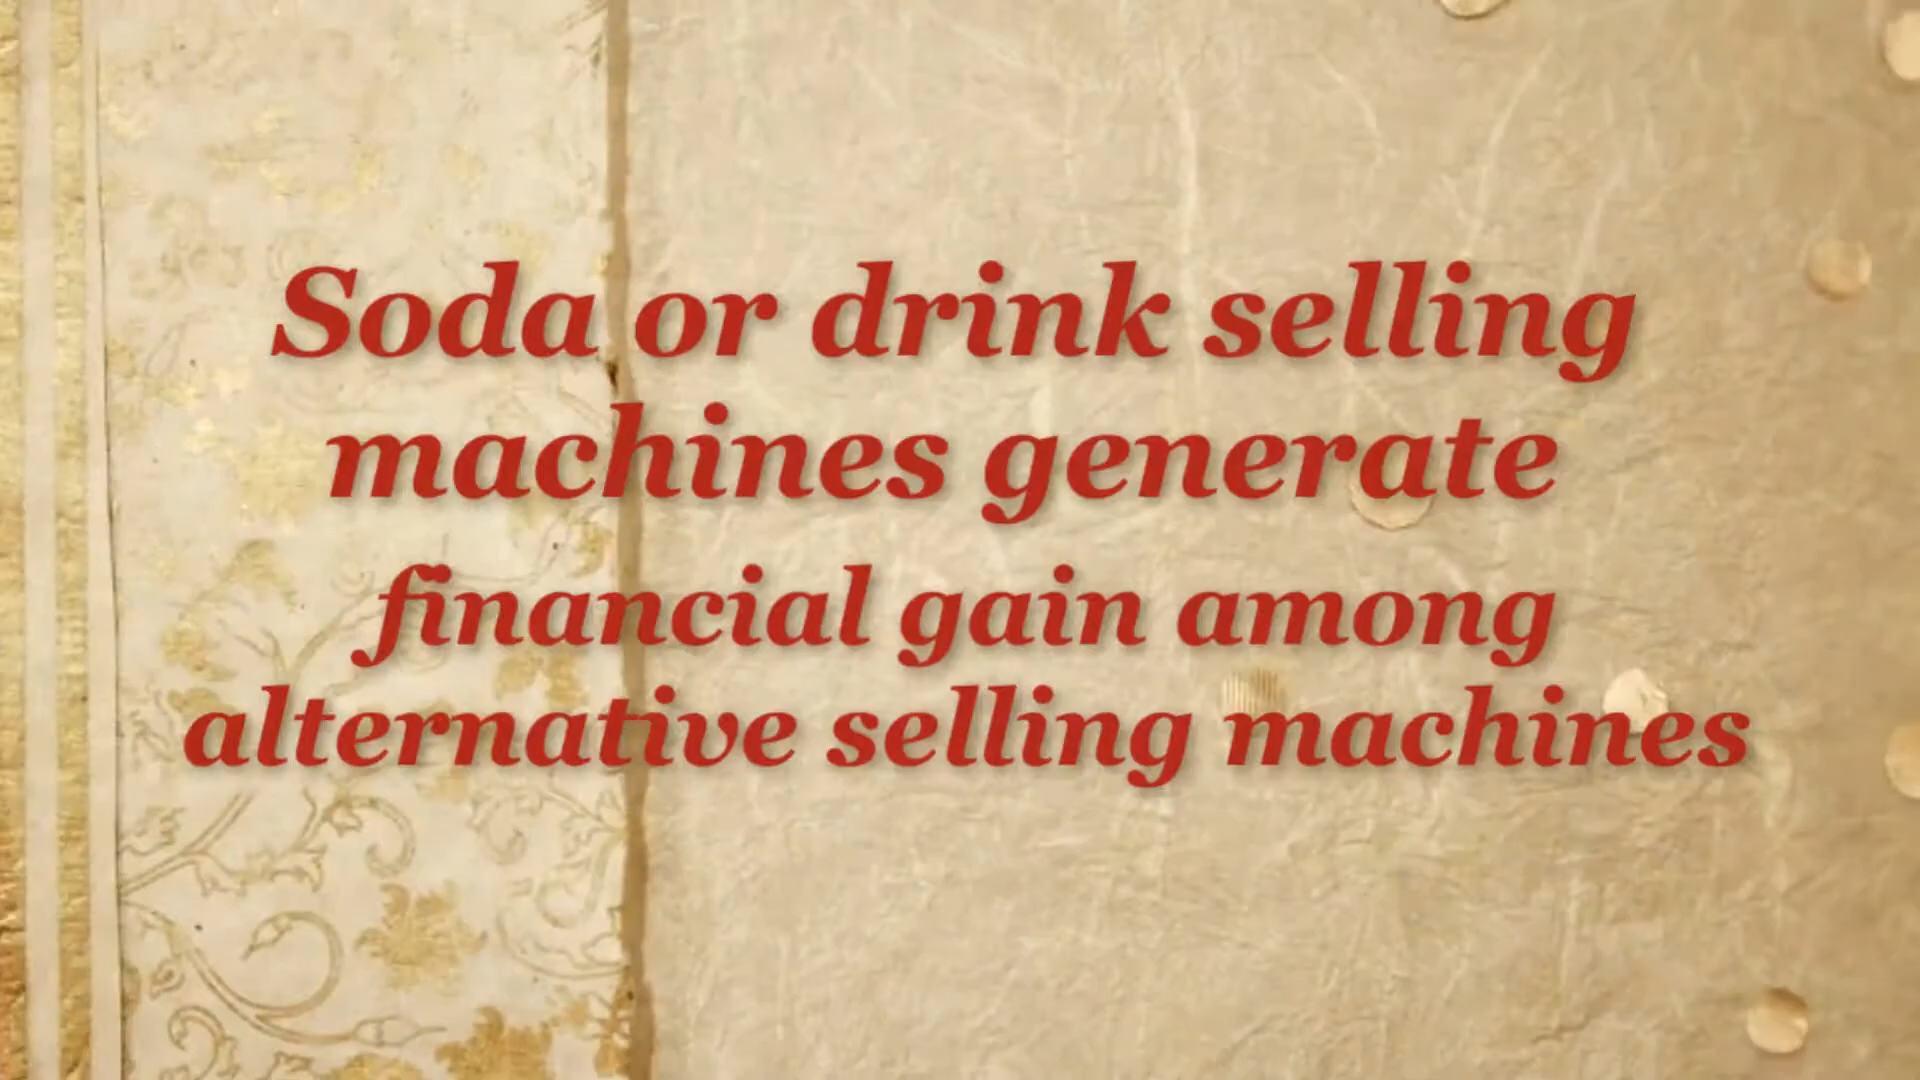 Soda or drink selling
machines generate
financial gain among
alternative selling machines